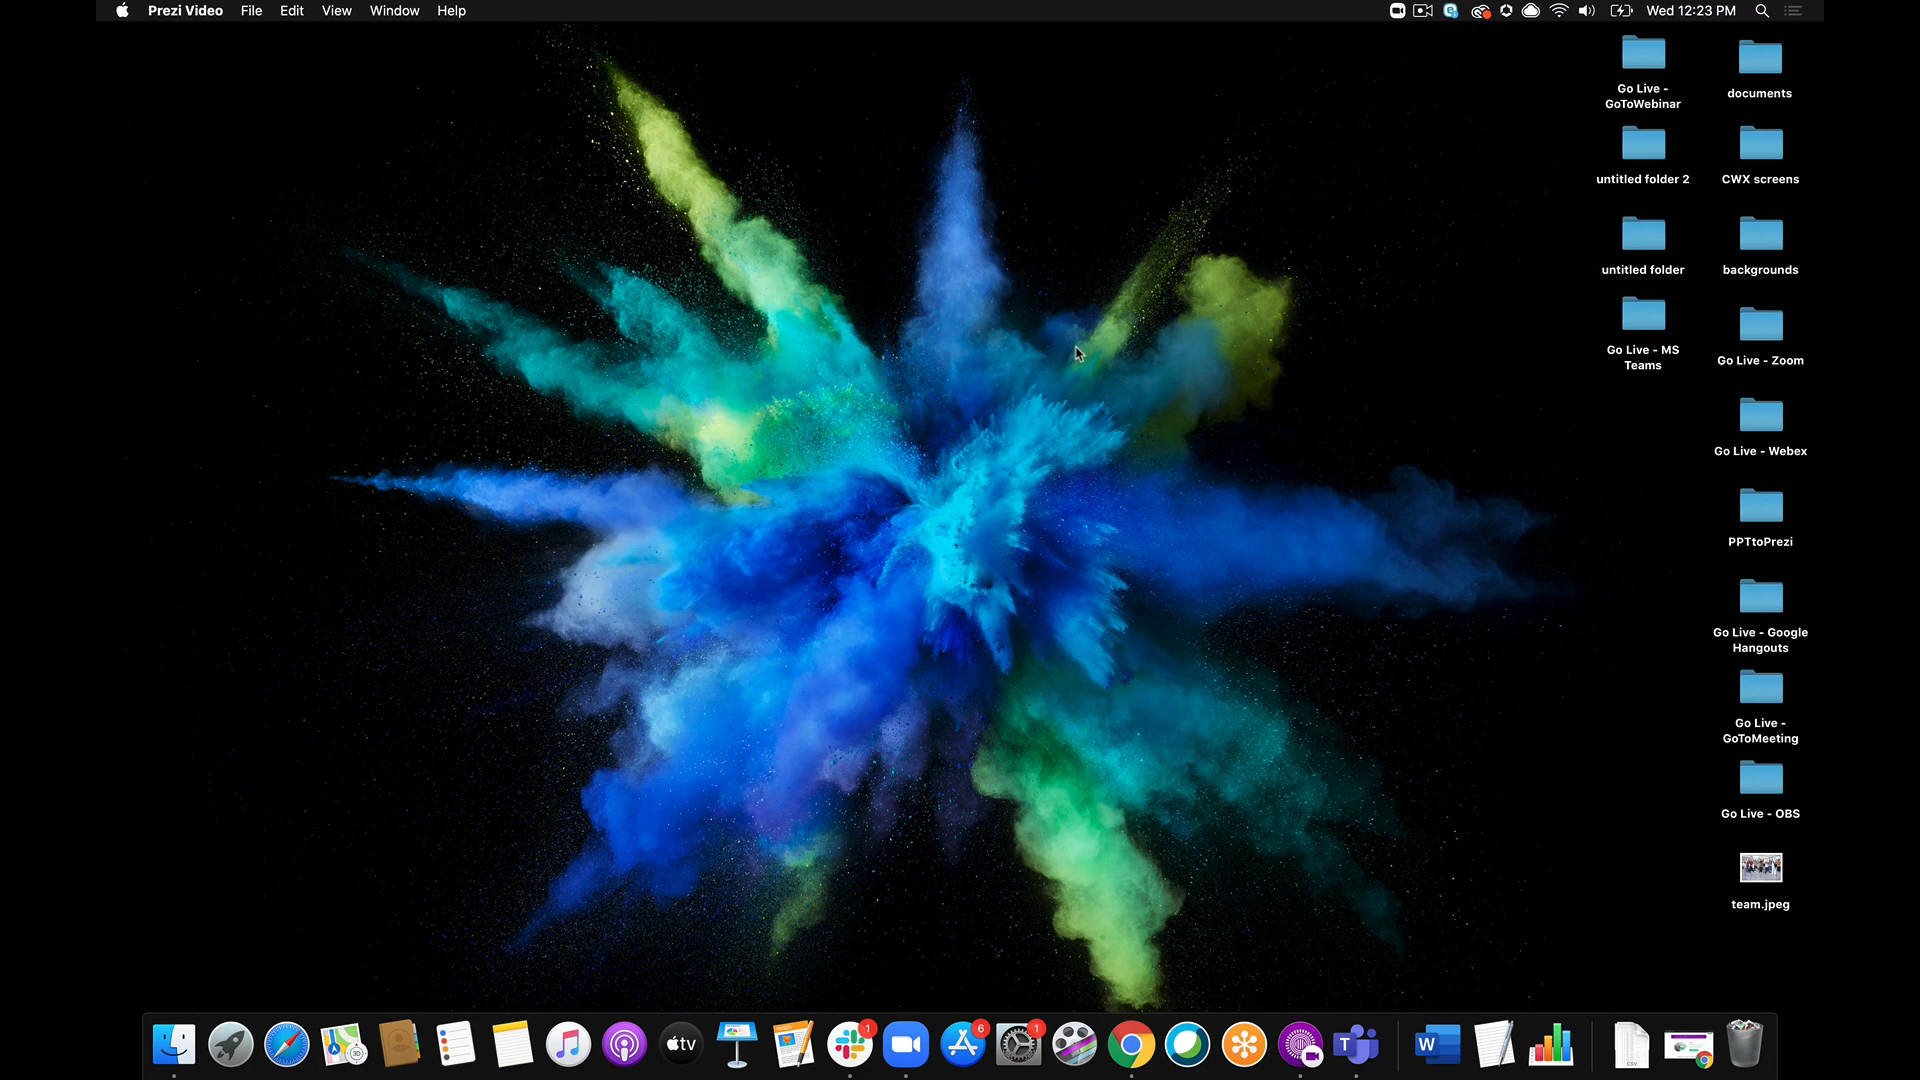 Prezi Video File Edit View Window Help Wed 12:23 PM
Go Live -
GoToWebinar
documents
untitled folder 2
CWX screens
untitled folder
backgrounds
Go Live - MS
Teams
Go Live - Zoom
Go Live - Webex
PPTtoPrezi
Go Live - Google
Hangouts
Go Live -
GoToMeeting
Go Live - OBS
team.jpeg
tv 1 6 1 T W CSV